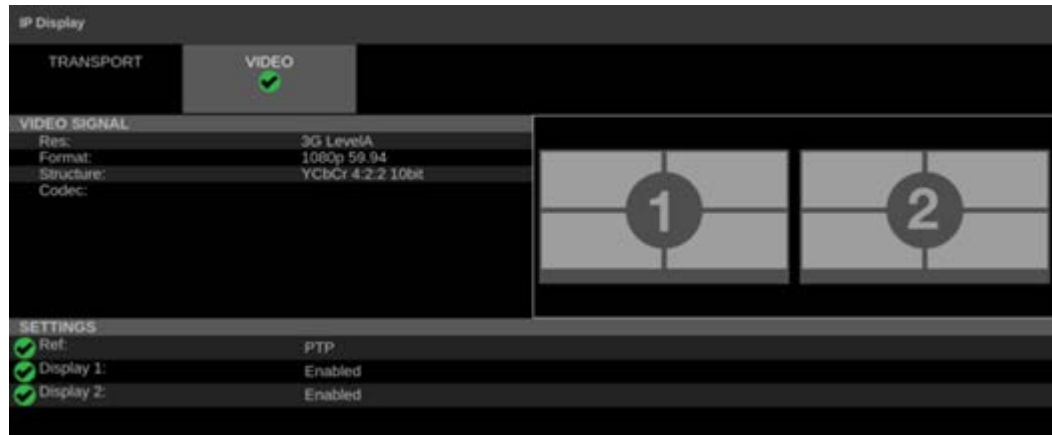 IP Display
TRANSPORT VIDEO
VIDEO SIGNAL
Res: 3G LevelA
Format: 1080p 59.94
Structure: YCbCr 4:2:2 10bit
Codec:
1 2
SETTINGS
Ref: PTP
Display 1: Enabled
Display 2: Enabled